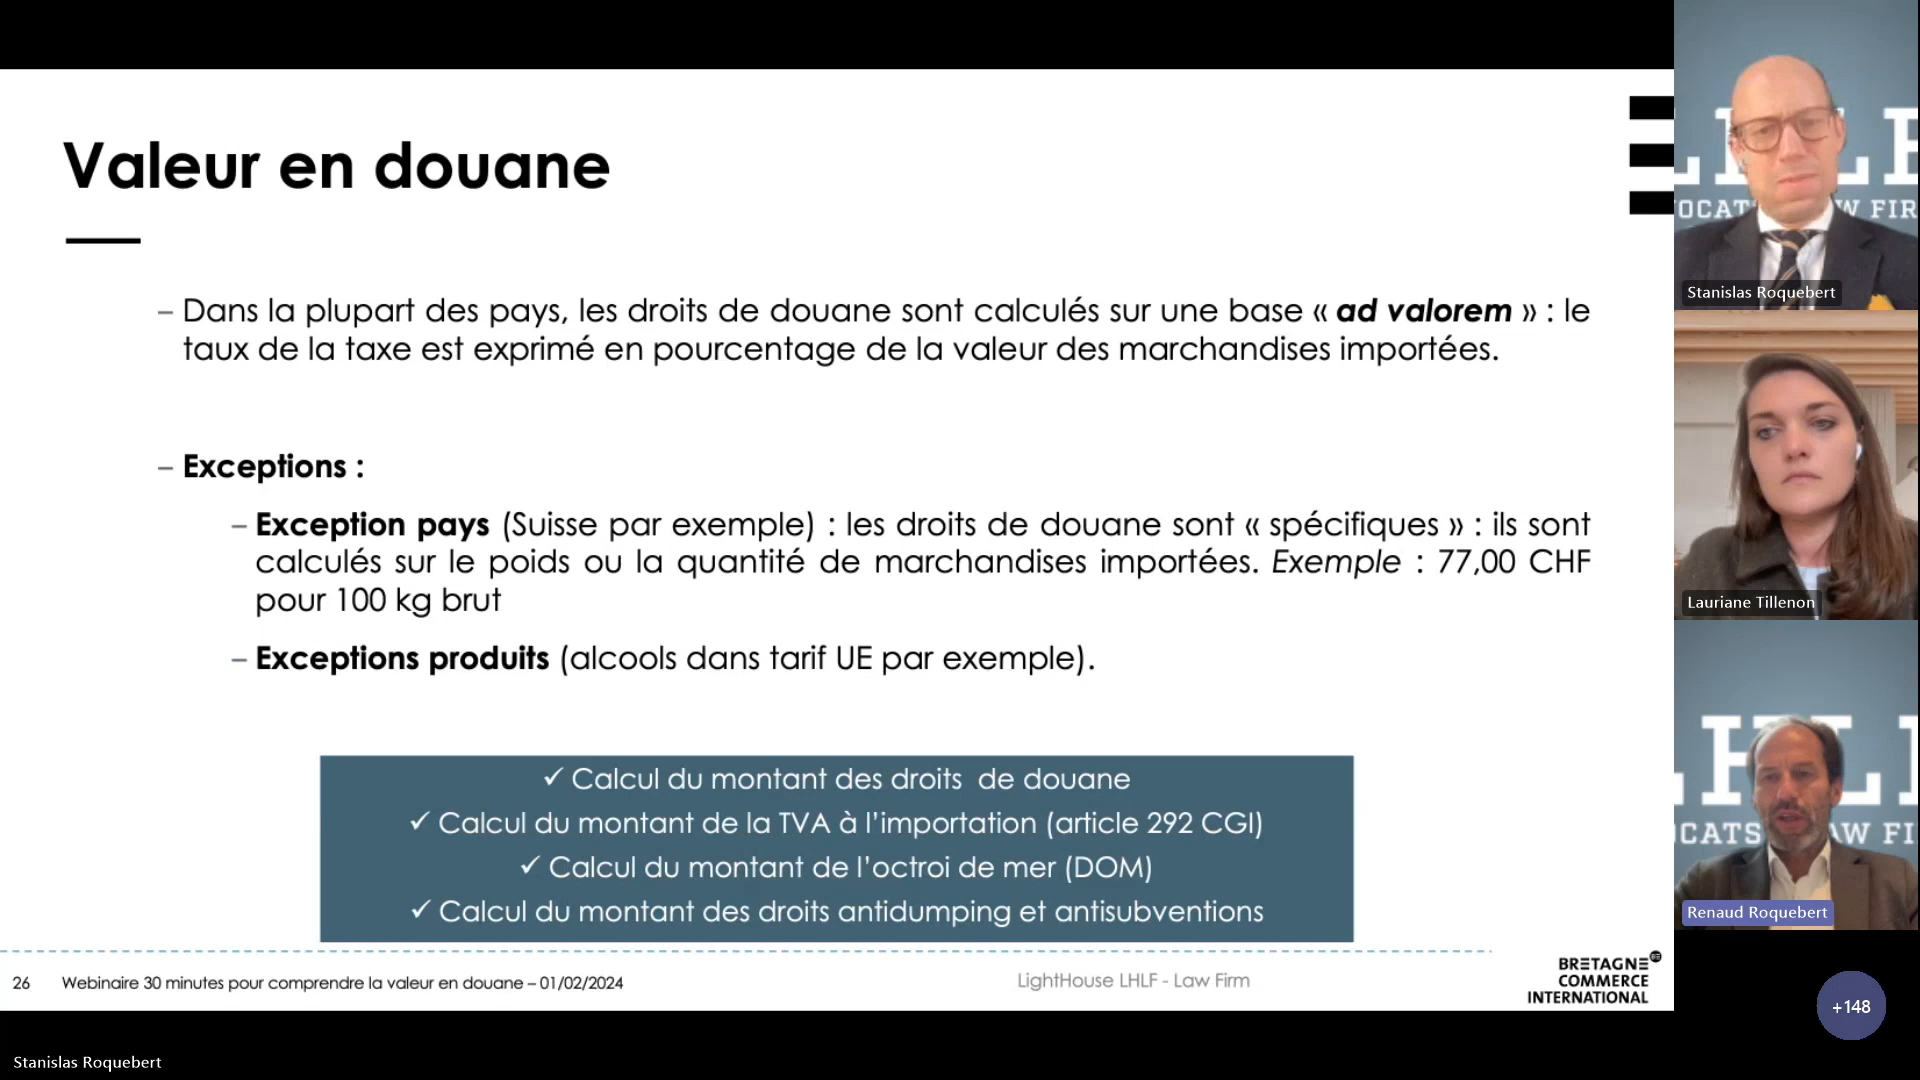 Valeur en douane
– Dans la plupart des pays, les droits de douane sont calculés sur une base « ad valorem » : le
taux de la taxe est exprimé en pourcentage de la valeur des marchandises importées.
– Exceptions :
– Exception pays (Suisse par exemple) : les droits de douane sont « spécifiques » : ils sont
calculés sur le poids ou la quantité de marchandises importées. Exemple : 77,00 CHF
pour 100 kg brut
– Exceptions produits (alcools dans tarif UE par exemple).
✓ Calcul du montant des droits de douane
✓ Calcul du montant de la TVA à l’importation (article 292 CGI)
✓ Calcul du montant de l’octroi de mer (DOM)
✓ Calcul du montant des droits antidumping et antisubventions
26
Webinaire 30 minutes pour comprendre la valeur en douane – 01/02/2024
LightHouse LHLF - Law Firm
BRETAGNE
COMMERCE
INTERNATIONAL
Stanislas Roquebert
Lauriane Tillenon
Renaud Roquebert
+148
Stanislas Roquebert